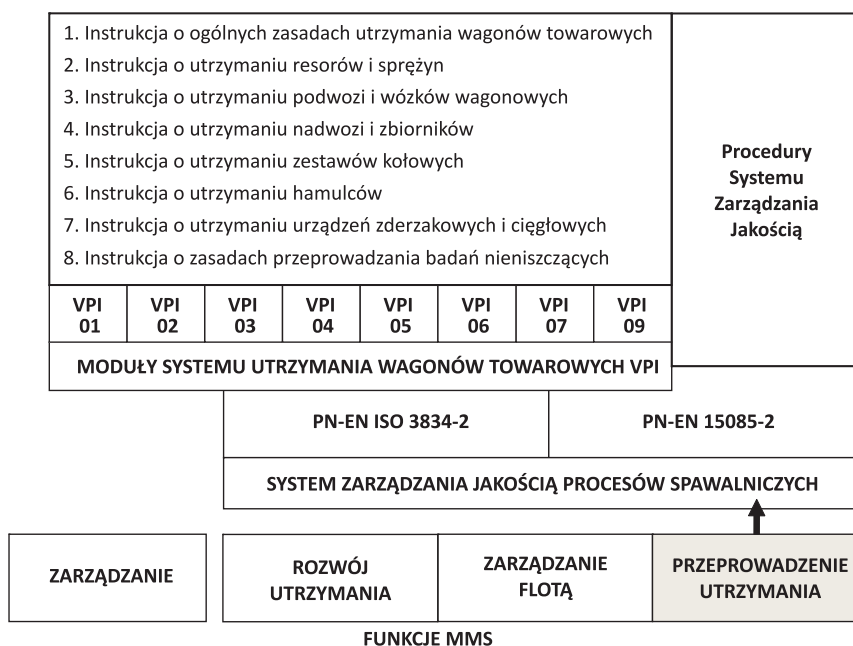 1. Instrukcja o ogólnych zasadach utrzymania wagonów towarowych
2. Instrukcja o utrzymaniu resorów i sprężyn
3. Instrukcja o utrzymaniu podwozi i wózków wagonowych
4. Instrukcja o utrzymaniu nadwozi i zbiorników
5. Instrukcja o utrzymaniu zestawów kołowych
6. Instrukcja o utrzymaniu hamulców
7. Instrukcja o utrzymaniu urządzeń zderzakowych i cięgłowych
8. Instrukcja o zasadach przeprowadzania badań nieniszczących
Procedury
Systemu
Zarządzania
Jakością
VPI
01
VPI
02
VPI
03
VPI
04
VPI
05
VPI
06
VPI
07
VPI
09
MODUŁY SYSTEMU UTRZYMANIA WAGONÓW TOWAROWYCH VPI
PN-EN ISO 3834-2
PN-EN 15085-2
SYSTEM ZARZĄDZANIA JAKOŚCIĄ PROCESÓW SPAWALNICZYCH
ZARZĄDZANIE
ROZWÓJ
UTRZYMANIA
ZARZĄDZANIE
FLOTĄ
PRZEPROWADZENIE
UTRZYMANIA
FUNKCJE MMS